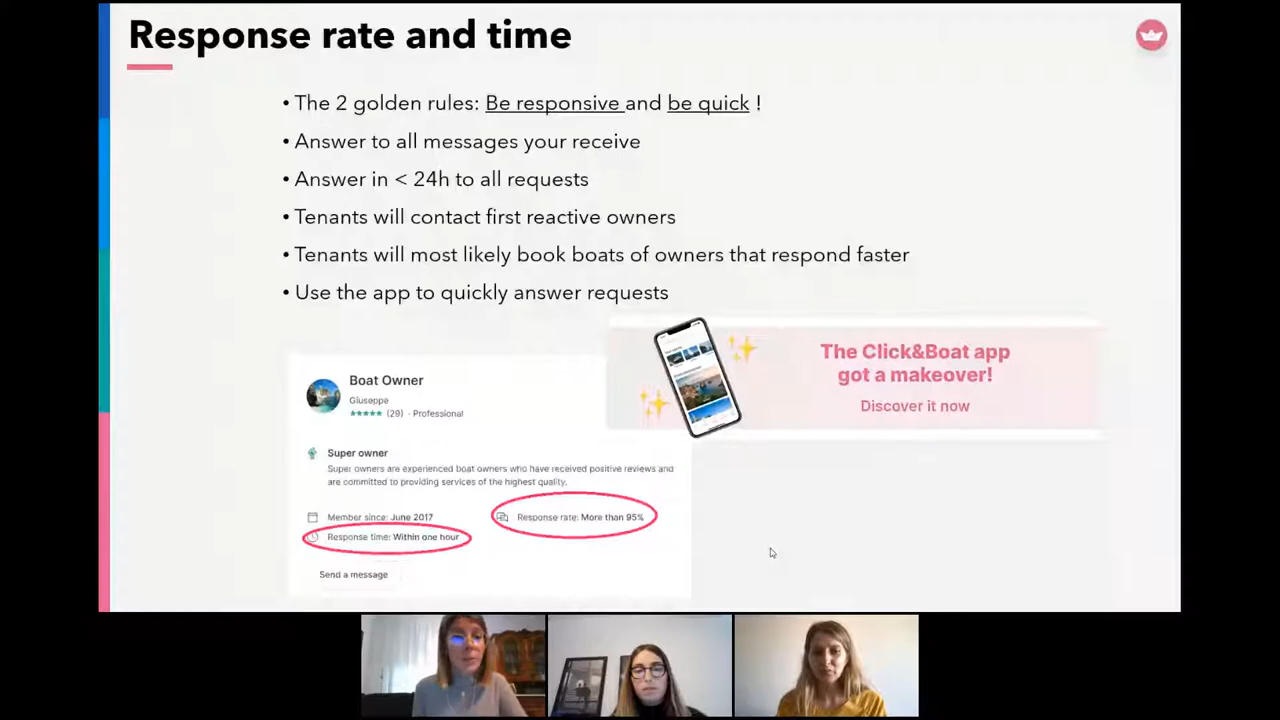 Response rate and time
• The 2 golden rules: Be responsive and be quick !
• Answer to all messages your receive
• Answer in < 24h to all requests
• Tenants will contact first reactive owners
• Tenants will most likely book boats of owners that respond faster
• Use the app to quickly answer requests
The Click&Boat app
got a makeover!
Discover it now
Boat Owner
Giuseppe
★★★★★ (29) · Professional
Super owner
Super owners are experienced boat owners who have received positive reviews and
are committed to providing services of the highest quality.
Member since: June 2017
Response rate: More than 95%
Response time: Within one hour
Send a message